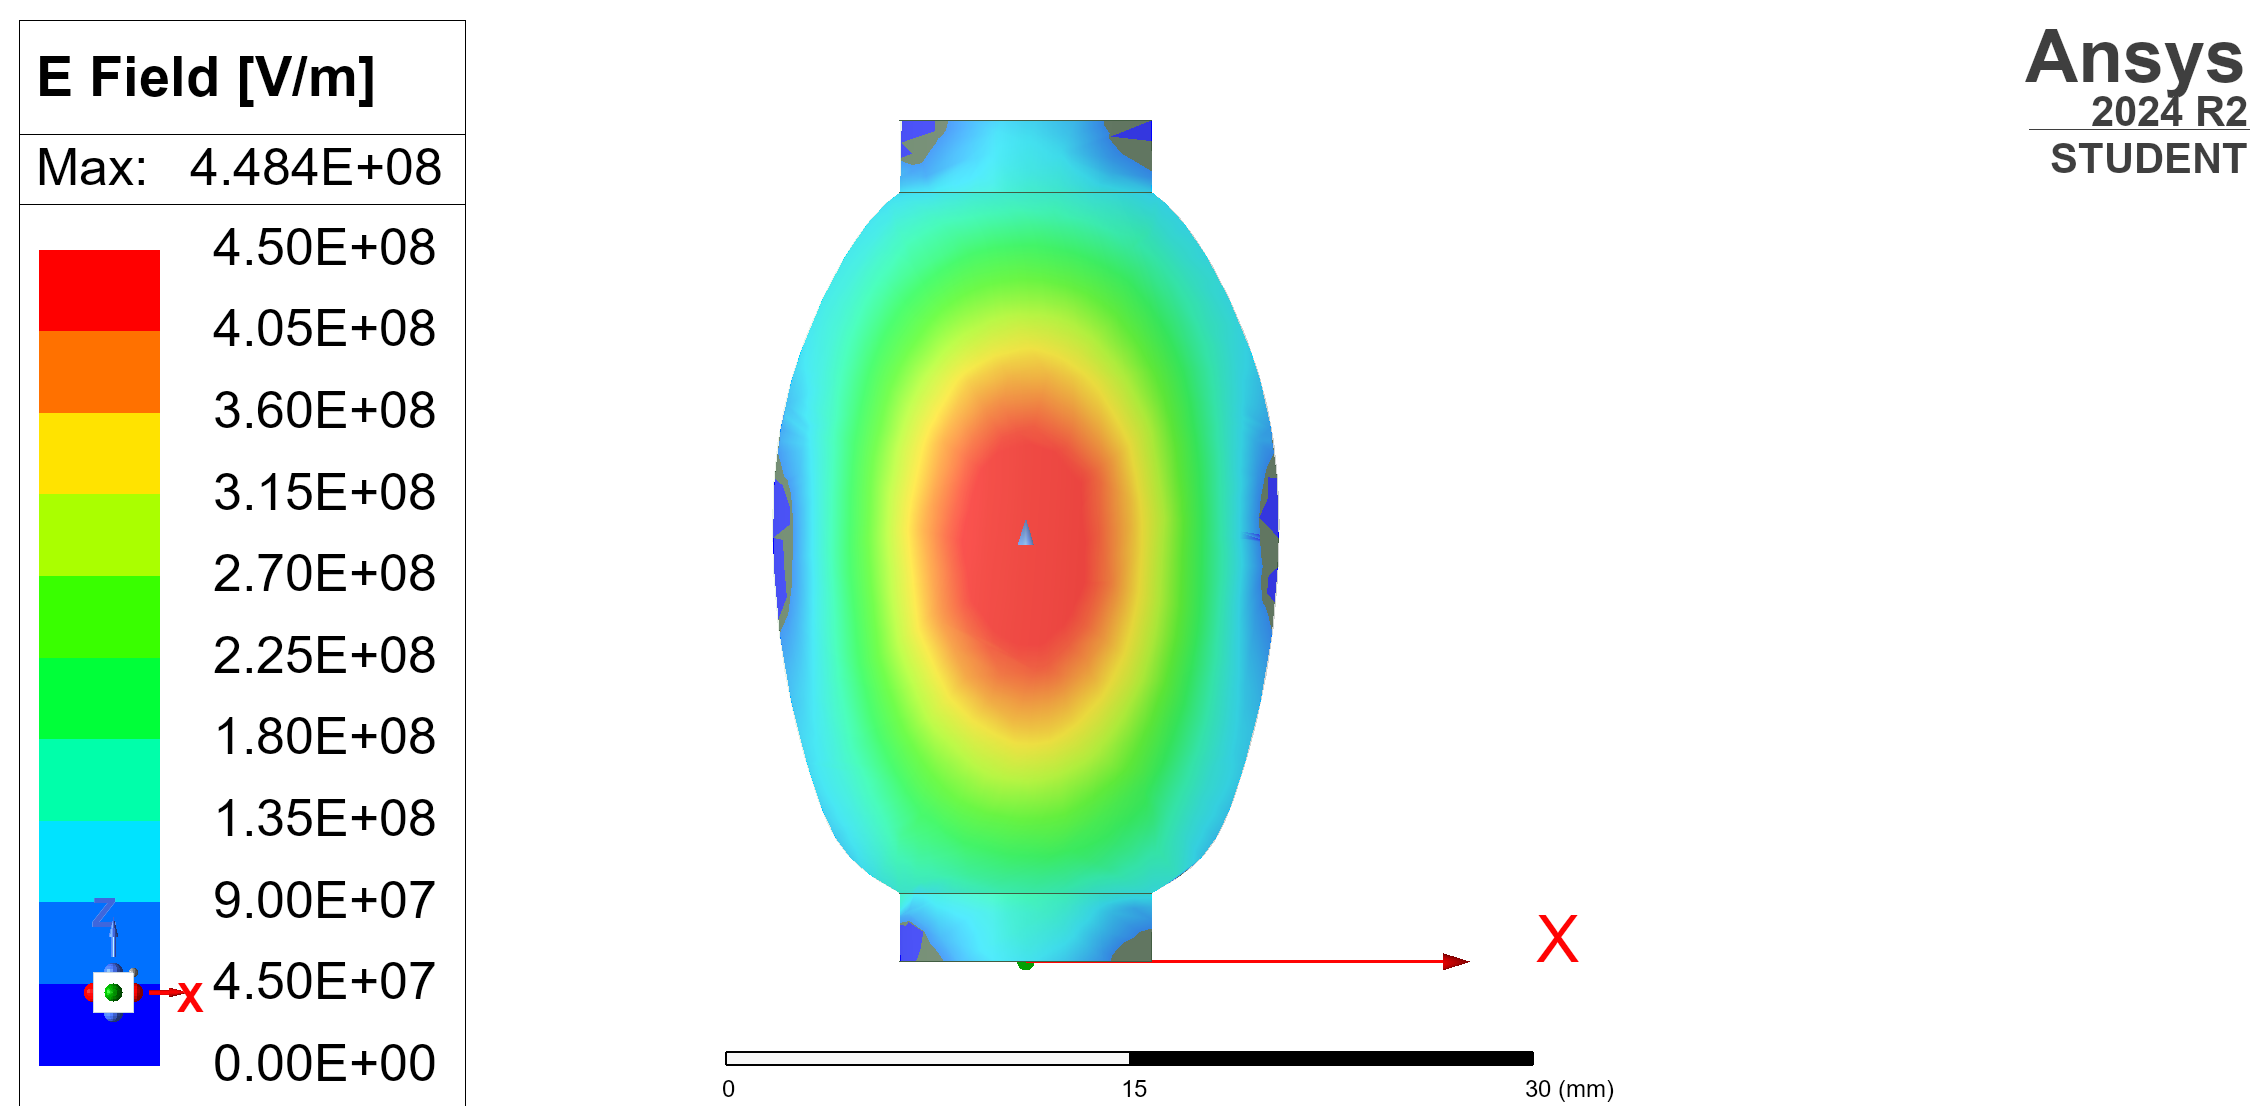 E Field [V/m]
Max: 4.484E+08
4.50E+08
4.05E+08
3.60E+08
3.15E+08
2.70E+08
2.25E+08
1.80E+08
1.35E+08
9.00E+07
4.50E+07
0.00E+00
Z
X
Ansys
2024 R2
STUDENT
X
0 15 30 (mm)